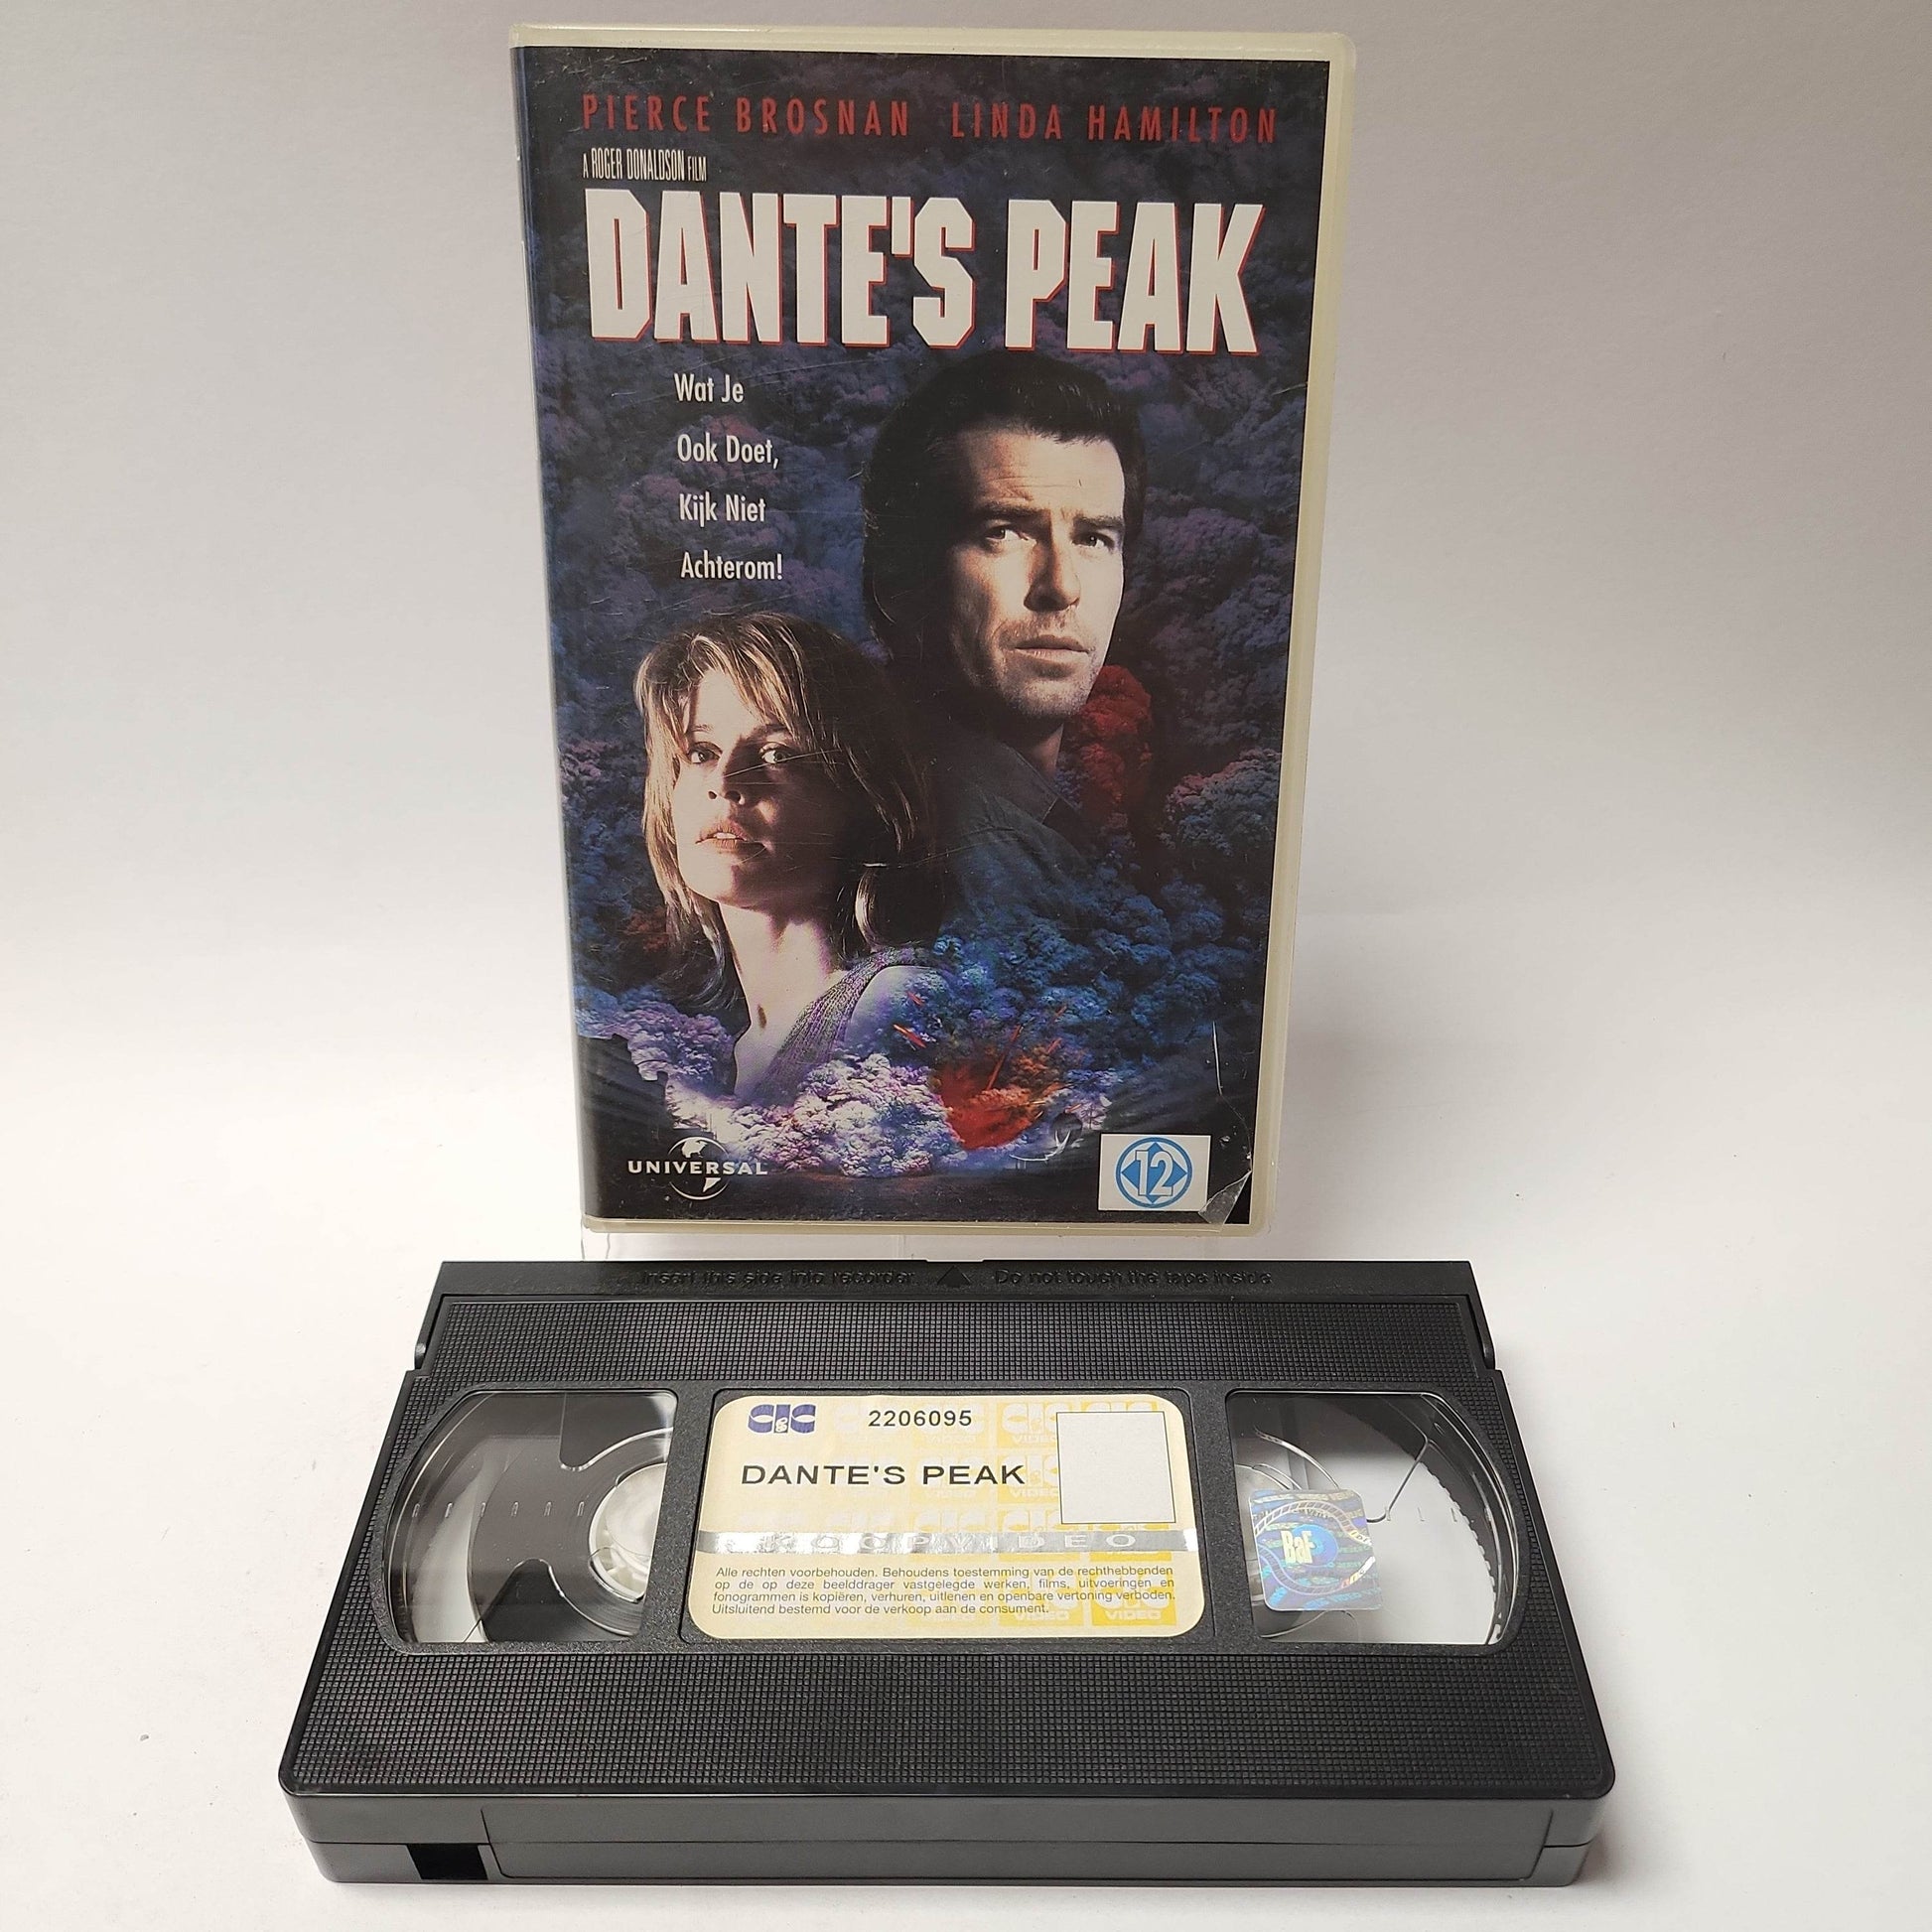 PIERCE BROSNAN LINDA HAMILTON
A ROGER DONALDSON FILM
DANTE'S PEAK
Wat Je
Ook Doet,
Kijk Niet
Achterom!
UNIVERSAL
12
Insert this side into recorder Do not touch the tape inside
CIC 2206095
DANTE'S PEAK
KOOPVIDEO
Alle rechten voorbehouden. Behoudens toestemming van de rechthebbenden
op de op deze beelddrager vastgelegde werken, films, uitvoeringen en
fonogrammen is kopiëren, verhuren, uitlenen en openbare vertoning verboden.
Uitsluitend bestemd voor de verkoop aan de consument.
VIDEO
BaF